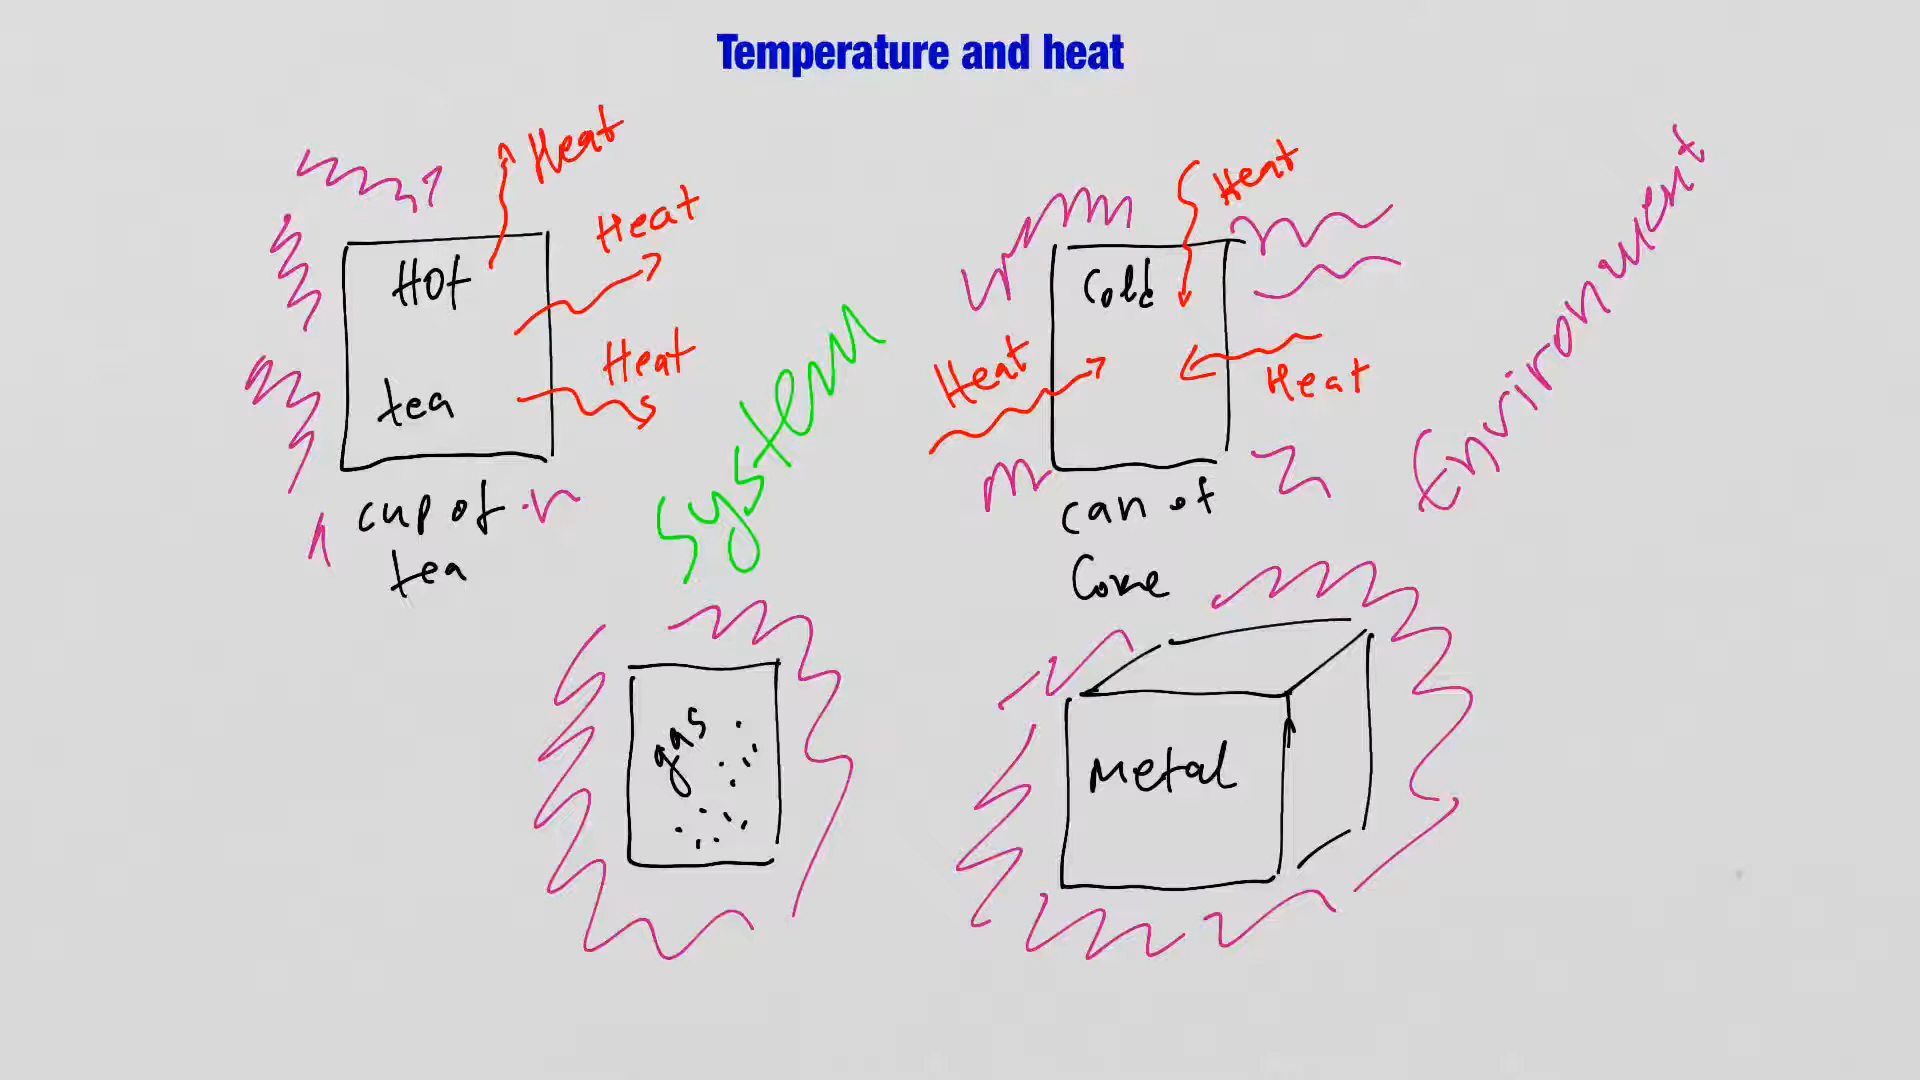 Temperature and heat
Heat
Heat
Hot
Heat
tea
cup of
tea
system
Heat
Cold
Heat
Heat
can of
Coke
Environment
gas
Metal